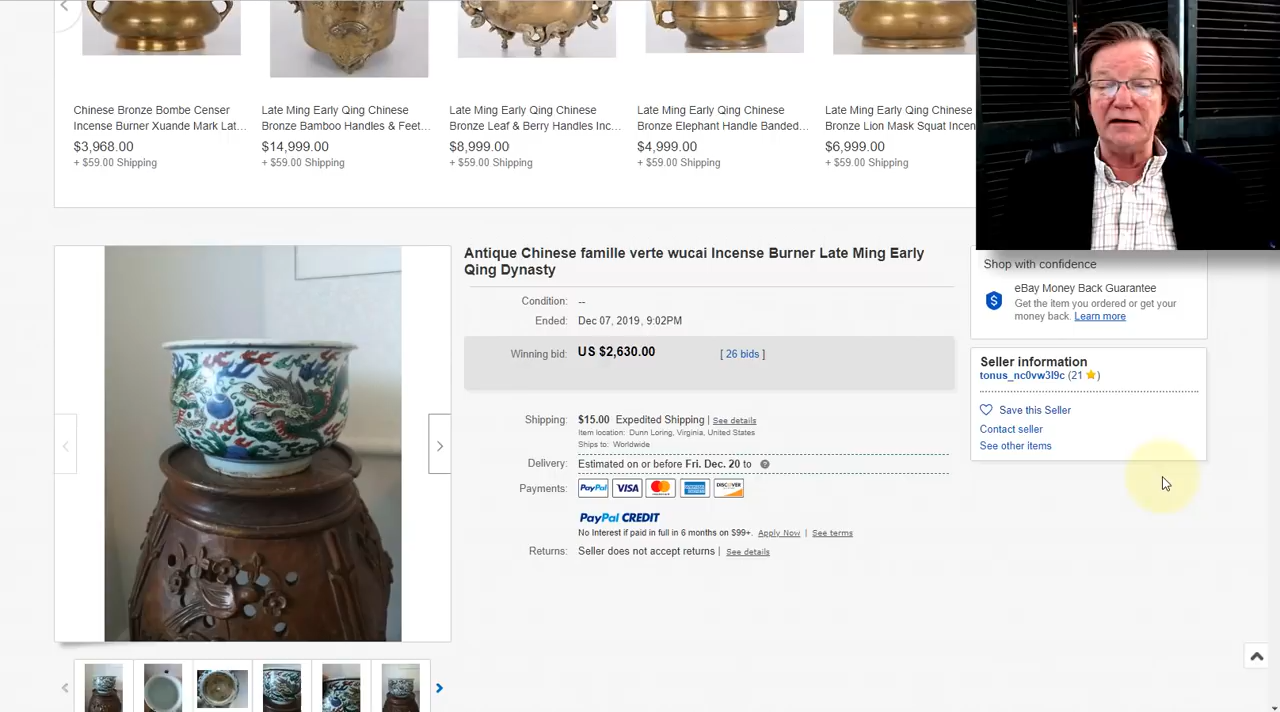 Chinese Bronze Bombe Censer
Incense Burner Xuande Mark Lat...
$3,968.00
+ $59.00 Shipping
Late Ming Early Qing Chinese
Bronze Bamboo Handles & Feet...
$14,999.00
+ $59.00 Shipping
Late Ming Early Qing Chinese
Bronze Leaf & Berry Handles Inc...
$8,999.00
+ $59.00 Shipping
Late Ming Early Qing Chinese
Bronze Elephant Handle Banded...
$4,999.00
+ $59.00 Shipping
Late Ming Early Qing Chinese
Bronze Lion Mask Squat Incen
$6,999.00
+ $59.00 Shipping
Antique Chinese famille verte wucai Incense Burner Late Ming Early
Qing Dynasty
Condition: --
Ended: Dec 07, 2019, 9:02PM
Winning bid: US $2,630.00 [ 26 bids ]
Shipping: $15.00 Expedited Shipping | See details
Item location: Dunn Loring, Virginia, United States
Ships to: Worldwide
Delivery: Estimated on or before Fri. Dec. 20 to
Payments: PayPal VISA MasterCard AMERICAN EXPRESS DISCOVER
PayPal CREDIT
No Interest if paid in full in 6 months on $99+. Apply Now | See terms
Returns: Seller does not accept returns | See details
Shop with confidence
eBay Money Back Guarantee
Get the item you ordered or get your
money back. Learn more
Seller information
tonus_nc0vw3l9c (21 ★)
Save this Seller
Contact seller
See other items